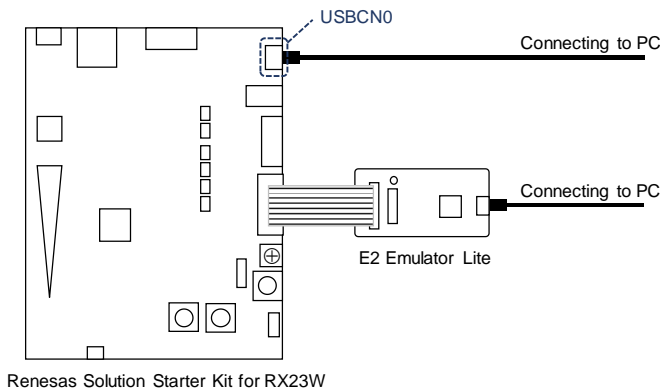 USBCN0
Connecting to PC
Connecting to PC
E2 Emulator Lite
Renesas Solution Starter Kit for RX23W